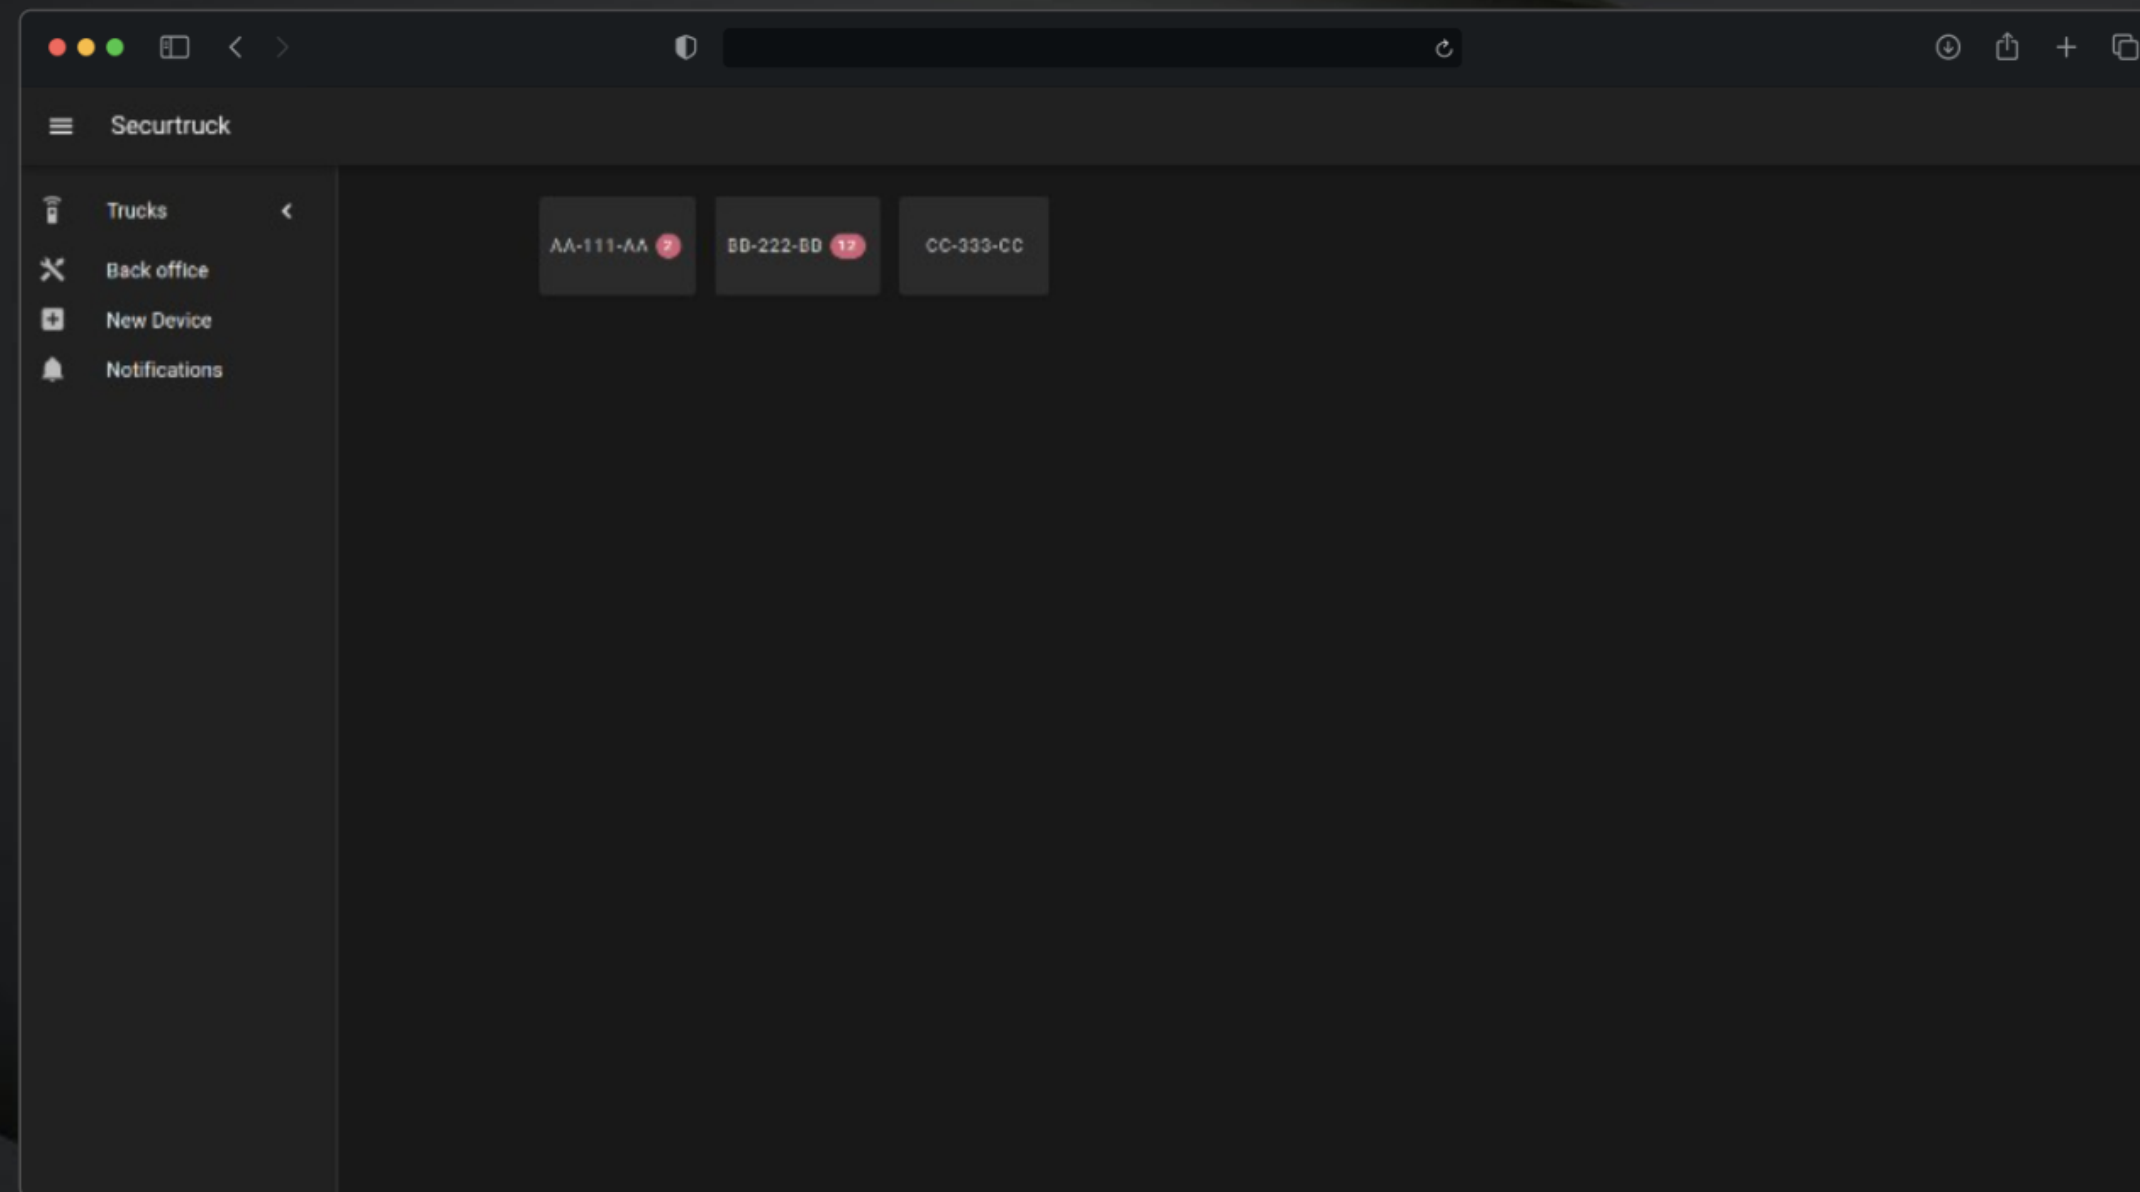 Securtruck
Trucks
Back office
New Device
Notifications
AA-111-AA 2
BB-222-BB 12
CC-333-CC